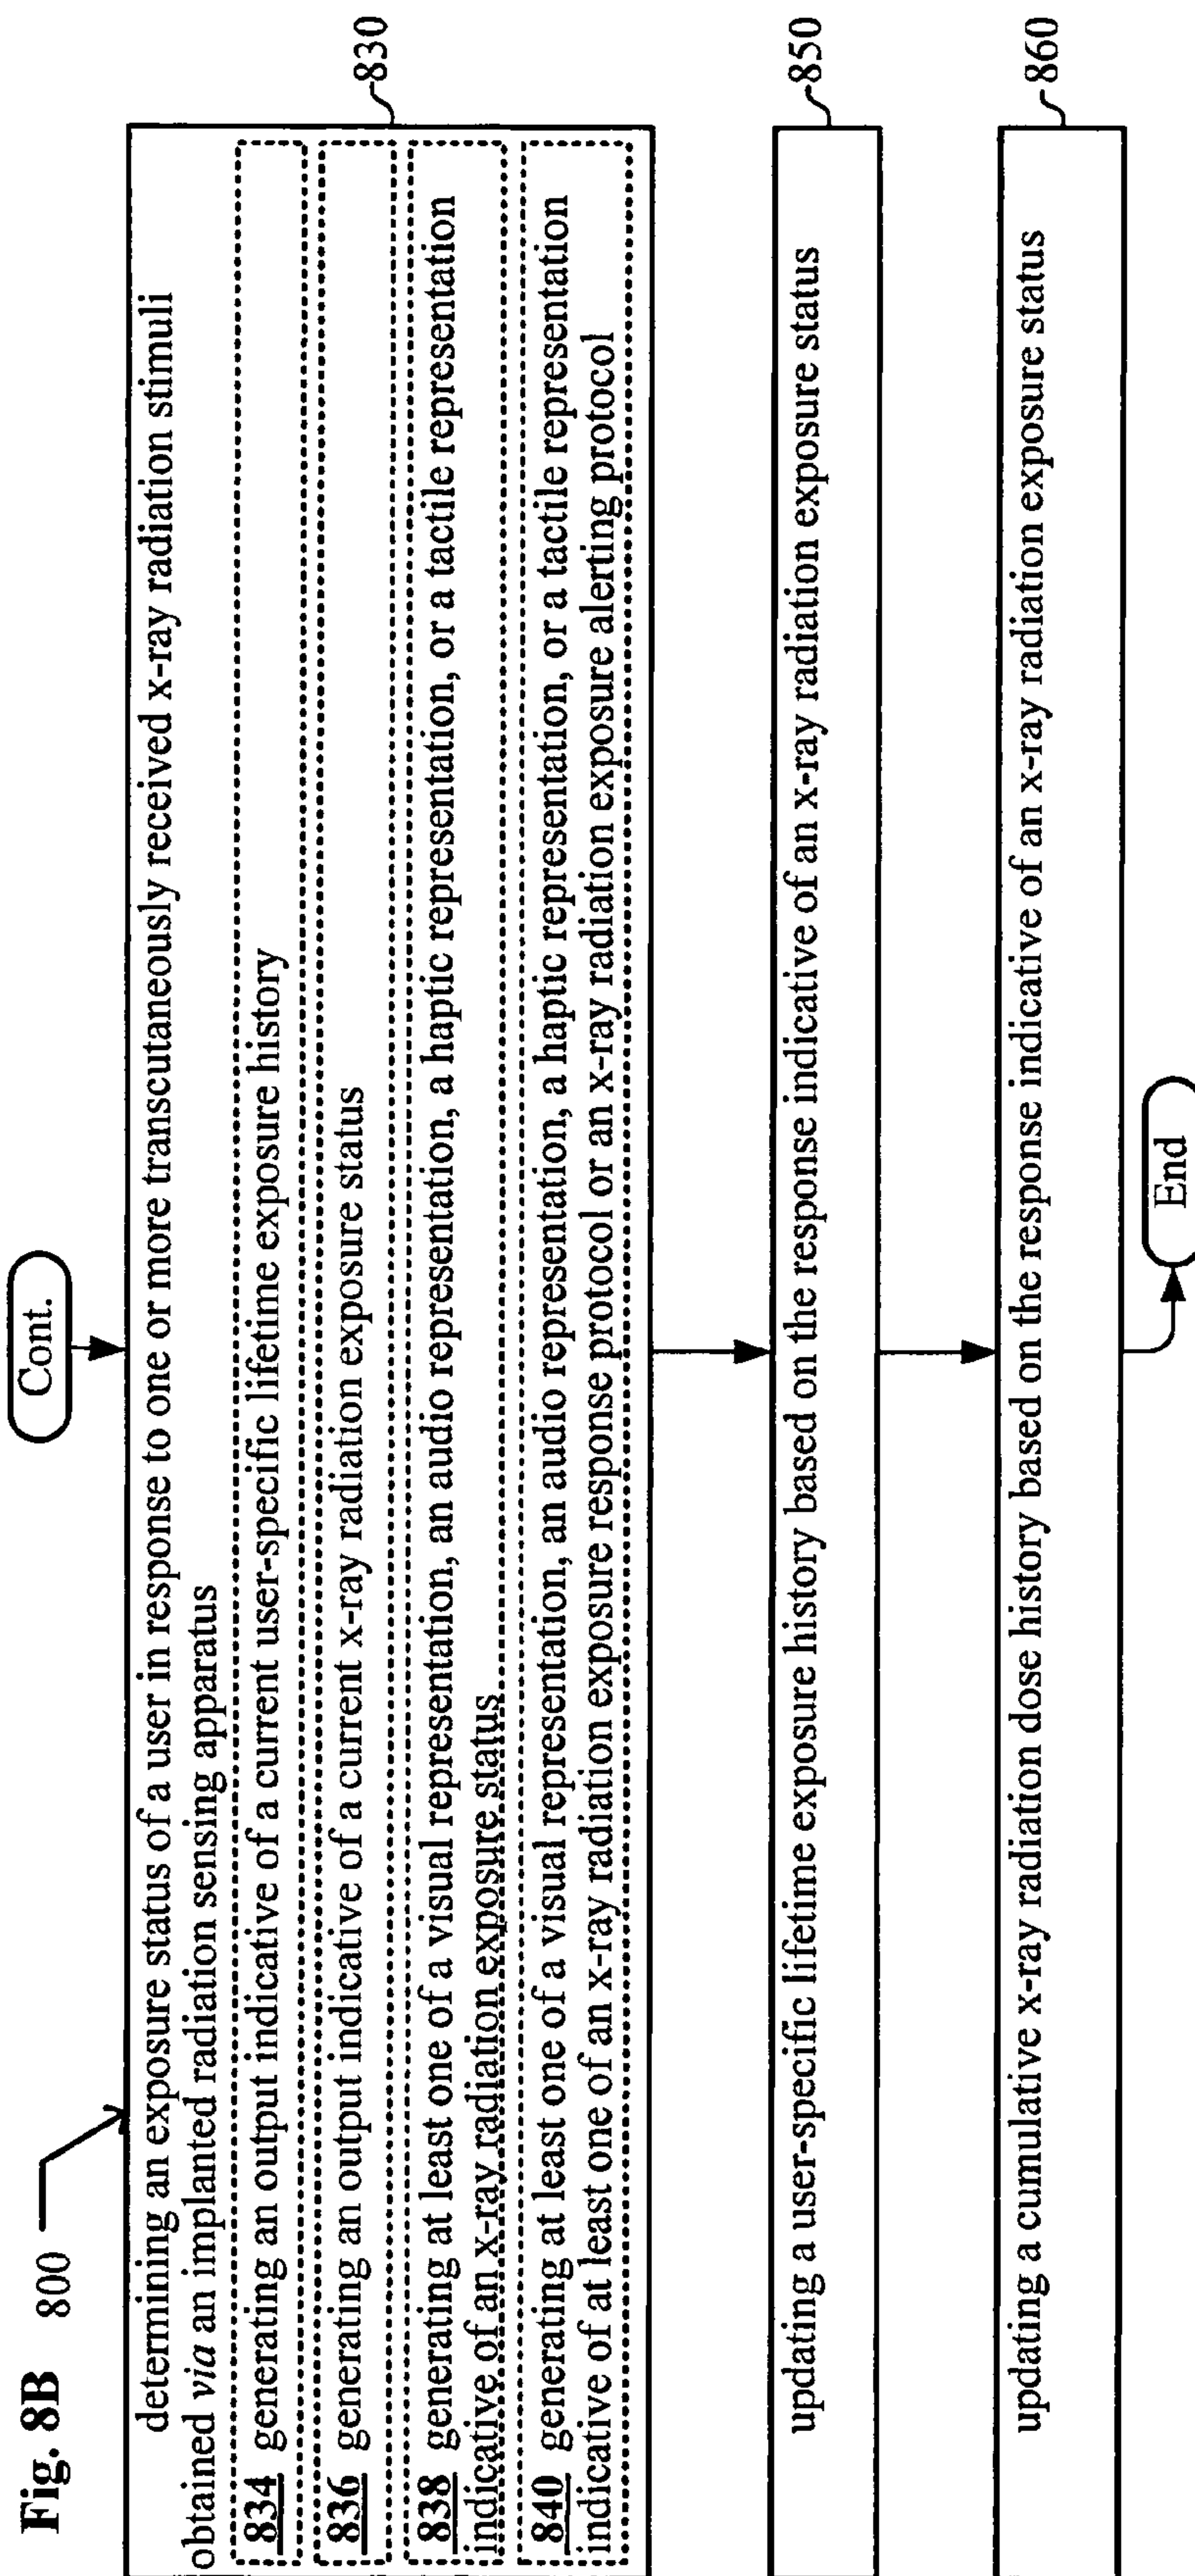 Fig. 8B
800
Cont.
determining an exposure status of a user in response to one or more transcutaneously received x-ray radiation stimuli
obtained via an implanted radiation sensing apparatus
834 generating an output indicative of a current user-specific lifetime exposure history
836 generating an output indicative of a current x-ray radiation exposure status
838 generating at least one of a visual representation, an audio representation, a haptic representation, or a tactile representation
indicative of an x-ray radiation exposure status
840 generating at least one of a visual representation, an audio representation, a haptic representation, or a tactile representation
indicative of at least one of an x-ray radiation exposure response protocol or an x-ray radiation exposure alerting protocol
830
updating a user-specific lifetime exposure history based on the response indicative of an x-ray radiation exposure status
850
updating a cumulative x-ray radiation dose history based on the response indicative of an x-ray radiation exposure status
860
End